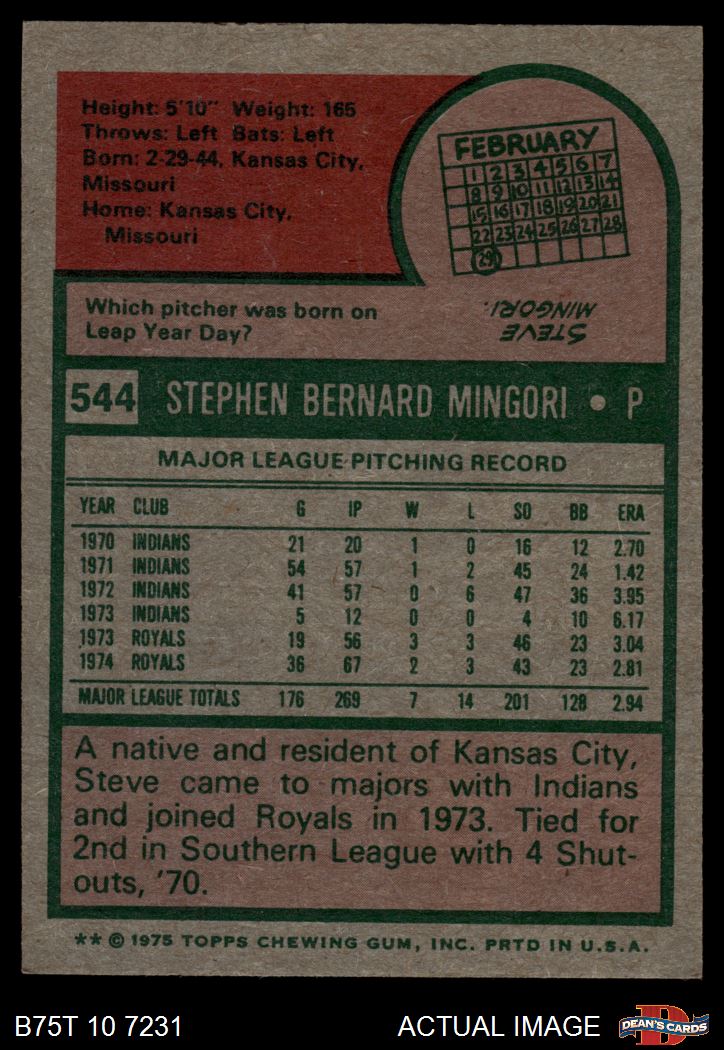 Height: 5'10" Weight: 165
Throws: Left Bats: Left
Born: 2-29-44, Kansas City,
Missouri
Home: Kansas City,
Missouri
FEBRUARY
1 2 3 4 5 6 7
8 9 10 11 12 13 14
15 16 17 18 19 20 21
22 23 24 25 26 27 28
29
Which pitcher was born on
Leap Year Day?
STEVE
MINGORI.
544 STEPHEN BERNARD MINGORI • P
MAJOR LEAGUE PITCHING RECORD
YEAR CLUB G IP W L SO BB ERA
1970 INDIANS 21 20 1 0 16 12 2.70
1971 INDIANS 54 57 1 2 45 24 1.42
1972 INDIANS 41 57 0 6 47 36 3.95
1973 INDIANS 5 12 0 0 4 10 6.17
1973 ROYALS 19 56 3 3 46 23 3.04
1974 ROYALS 36 67 2 3 43 23 2.81
MAJOR LEAGUE TOTALS 176 269 7 14 201 128 2.94
A native and resident of Kansas City,
Steve came to majors with Indians
and joined Royals in 1973. Tied for
2nd in Southern League with 4 Shut-
outs, '70.
** © 1975 TOPPS CHEWING GUM, INC. PRTD IN U.S.A.
B75T 10 7231
ACTUAL IMAGE
D
DEAN'S CARDS